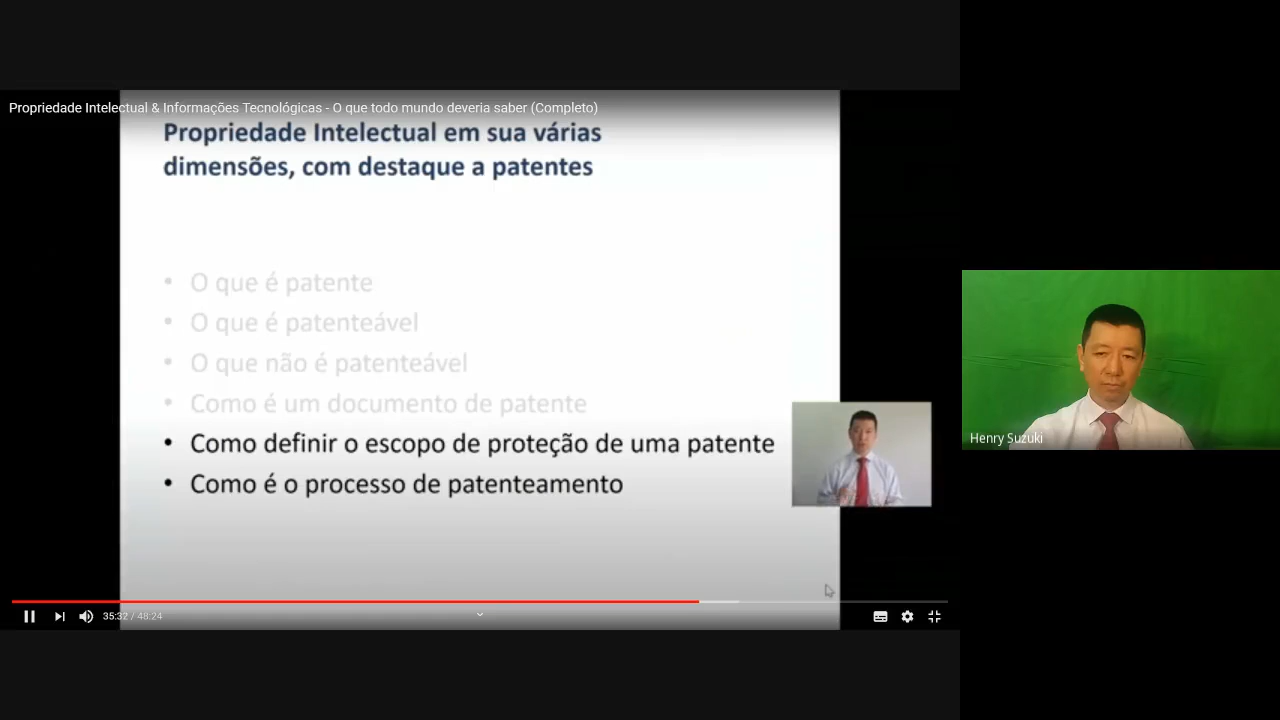 Propriedade Intelectual & Informações Tecnológicas - O que todo mundo deveria saber (Completo)
Propriedade Intelectual em sua várias
dimensões, com destaque a patentes
• O que é patente
• O que é patenteável
• O que não é patenteável
• Como é um documento de patente
• Como definir o escopo de proteção de uma patente
• Como é o processo de patenteamento
Henry Suzuki
35:32 / 48:24